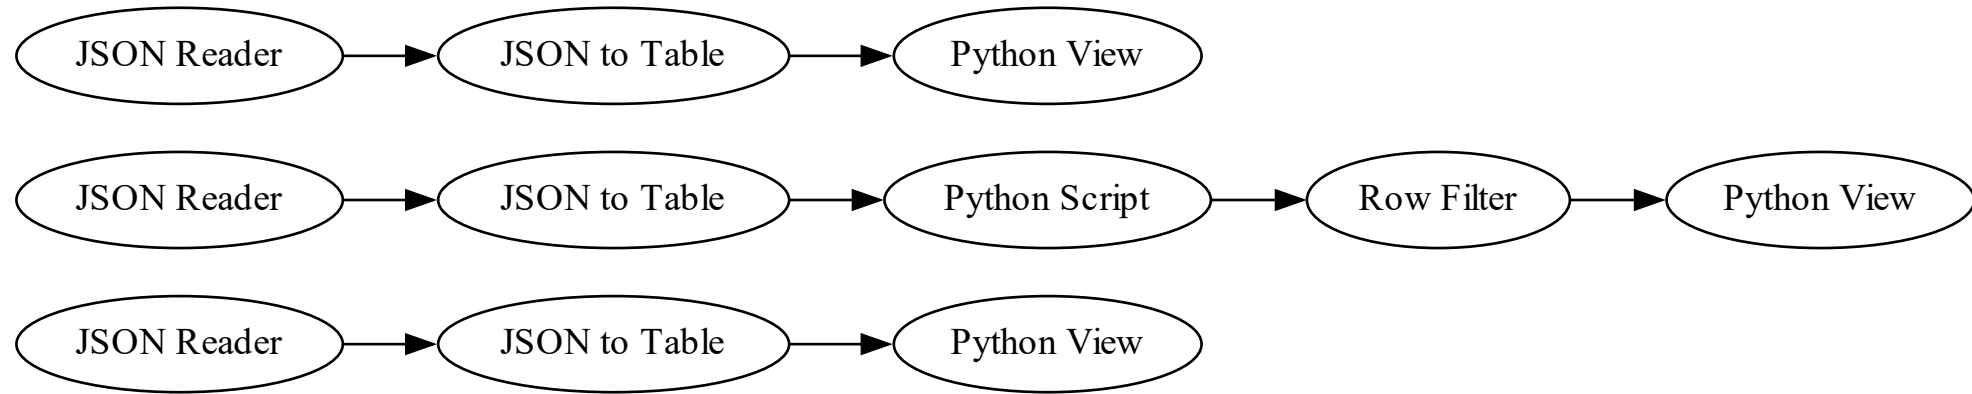 JSON Reader JSON to Table Python View
JSON Reader JSON to Table Python Script Row Filter Python View
JSON Reader JSON to Table Python View